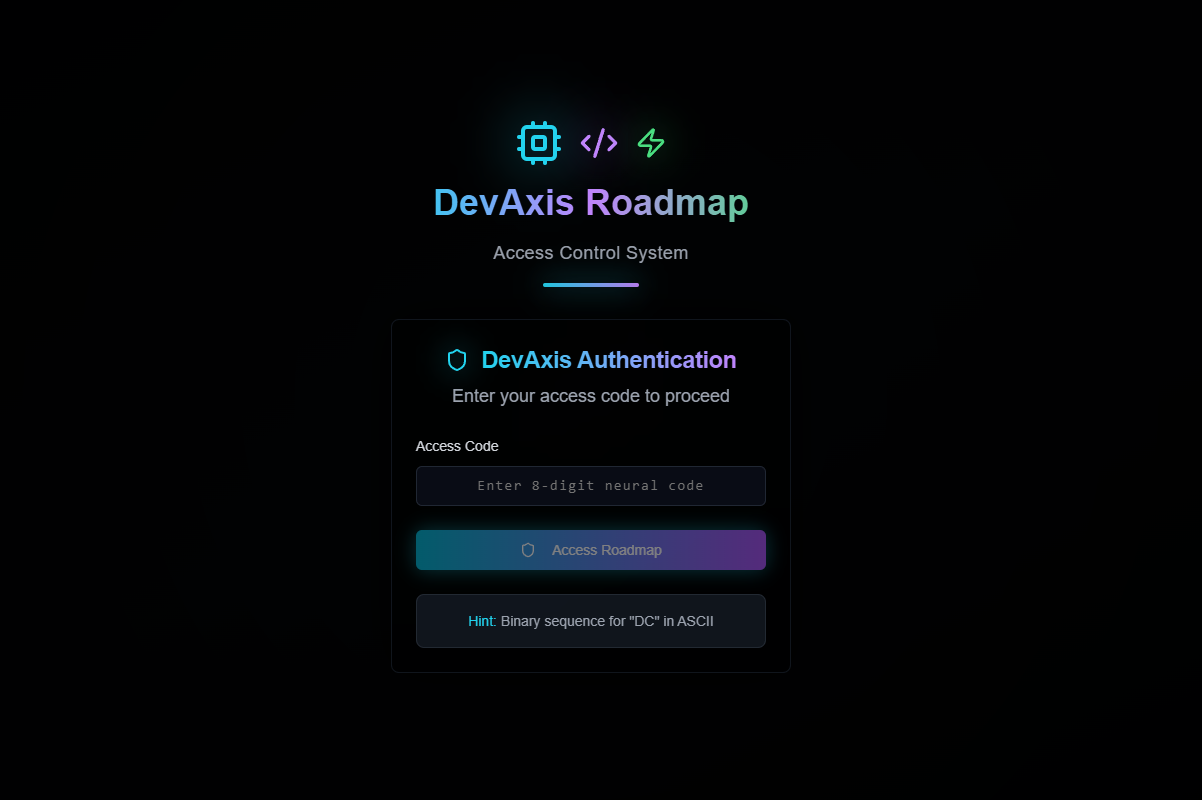 DevAxis Roadmap
Access Control System
DevAxis Authentication
Enter your access code to proceed
Access Code
Enter 8-digit neural code
Access Roadmap
Hint: Binary sequence for "DC" in ASCII